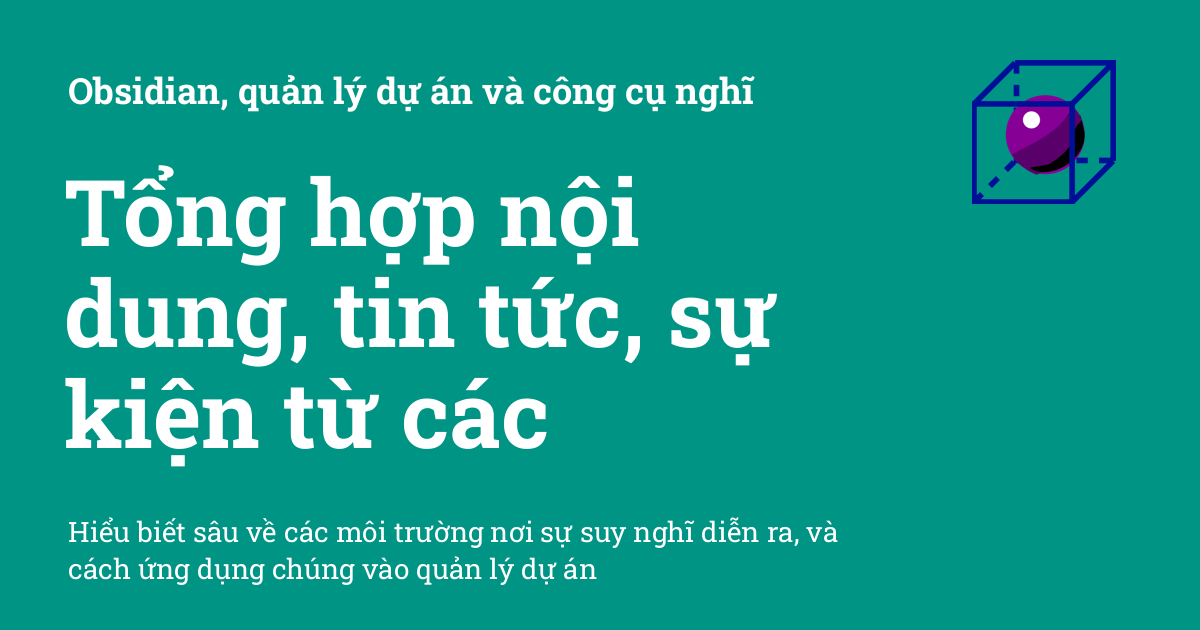 Obsidian, quản lý dự án và công cụ nghĩ
Tổng hợp nội
dung, tin tức, sự
kiện từ các
Hiểu biết sâu về các môi trường nơi sự suy nghĩ diễn ra, và
cách ứng dụng chúng vào quản lý dự án